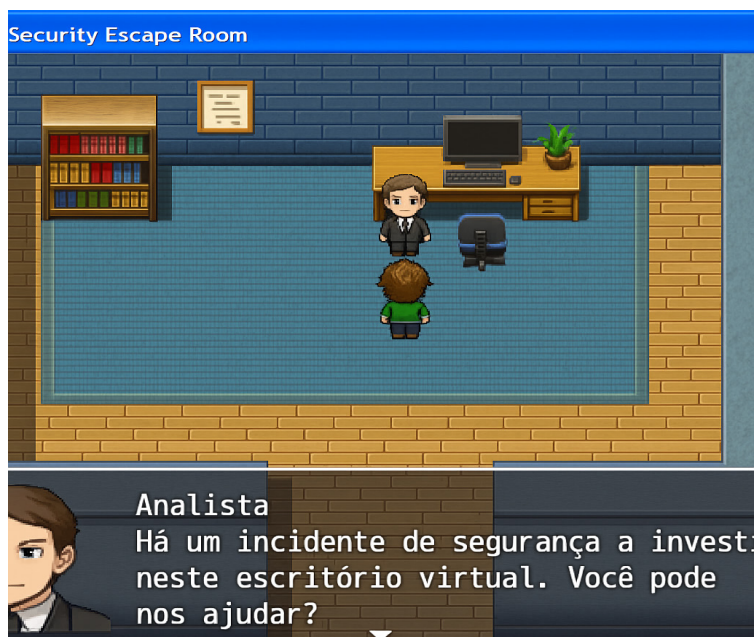 Security Escape Room
Analista
Há um incidente de segurança a investi
neste escritório virtual. Você pode
nos ajudar?